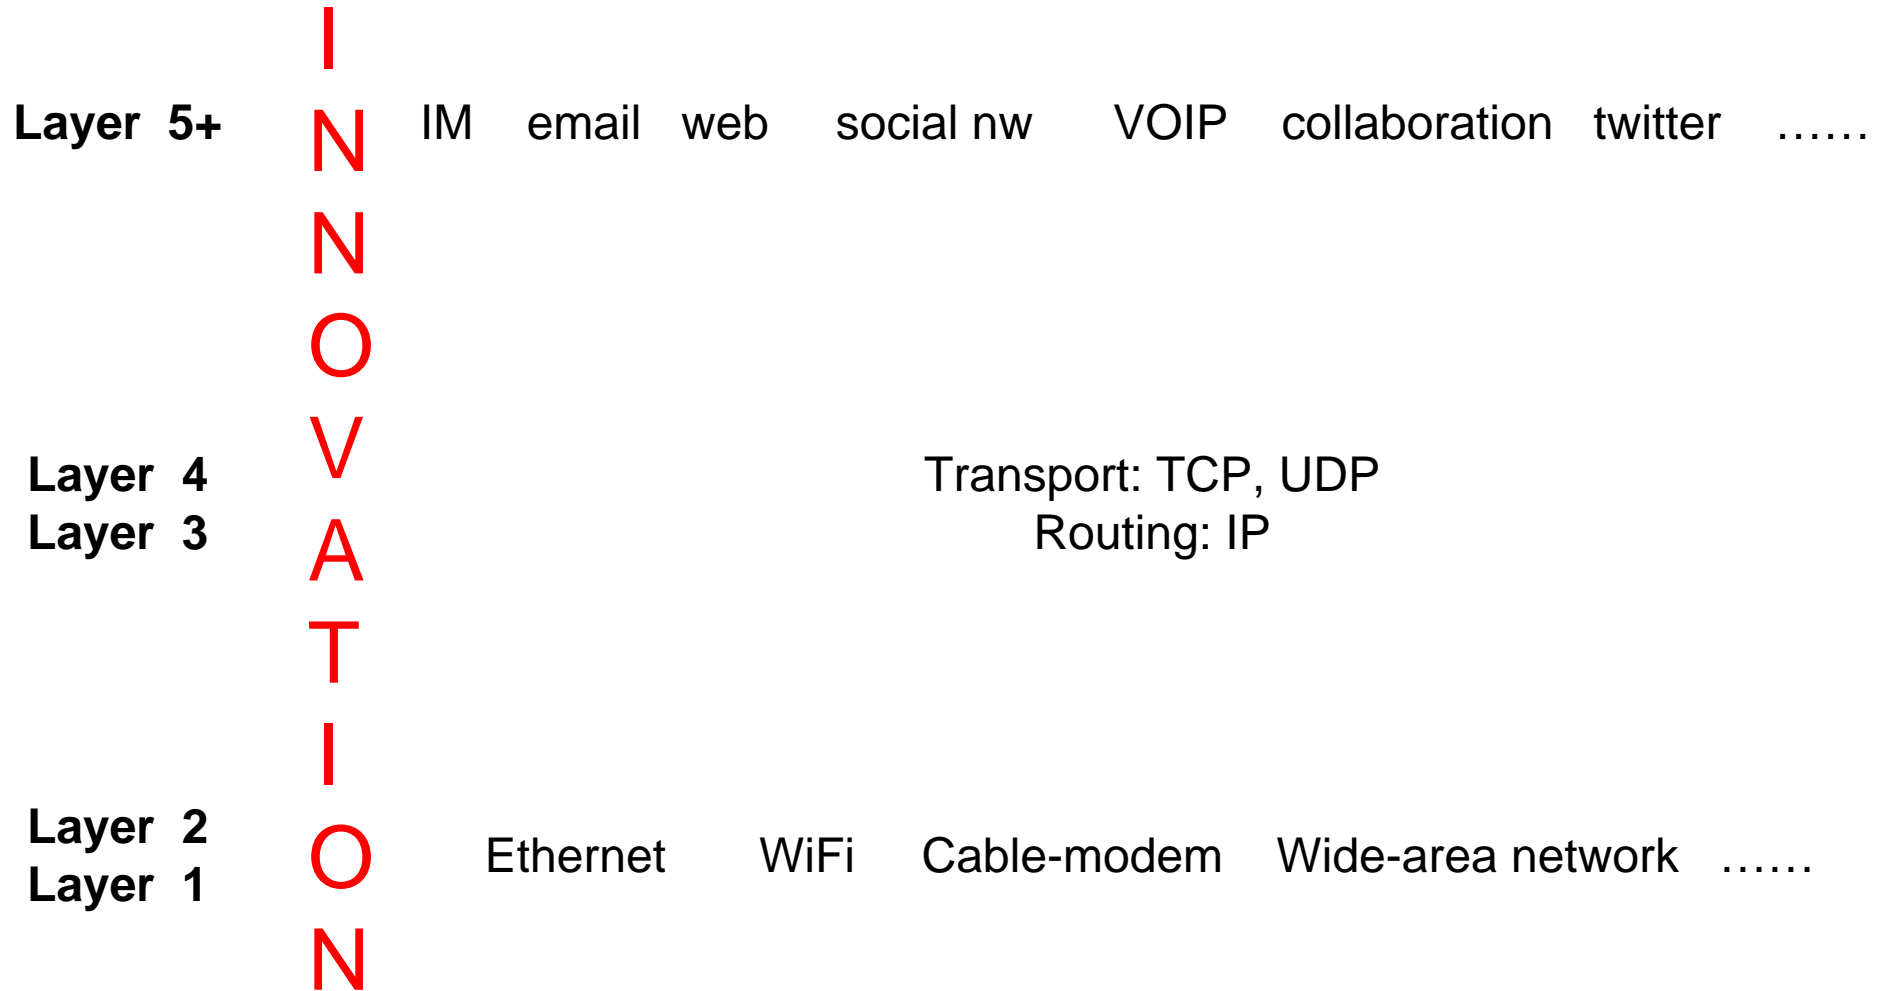 I
N
N
O
V
A
T
I
O
N
Layer 5+ IM email web social nw VOIP collaboration twitter ……
Layer 4 Transport: TCP, UDP
Layer 3 Routing: IP
Layer 2
Layer 1
Ethernet WiFi Cable-modem Wide-area network ……